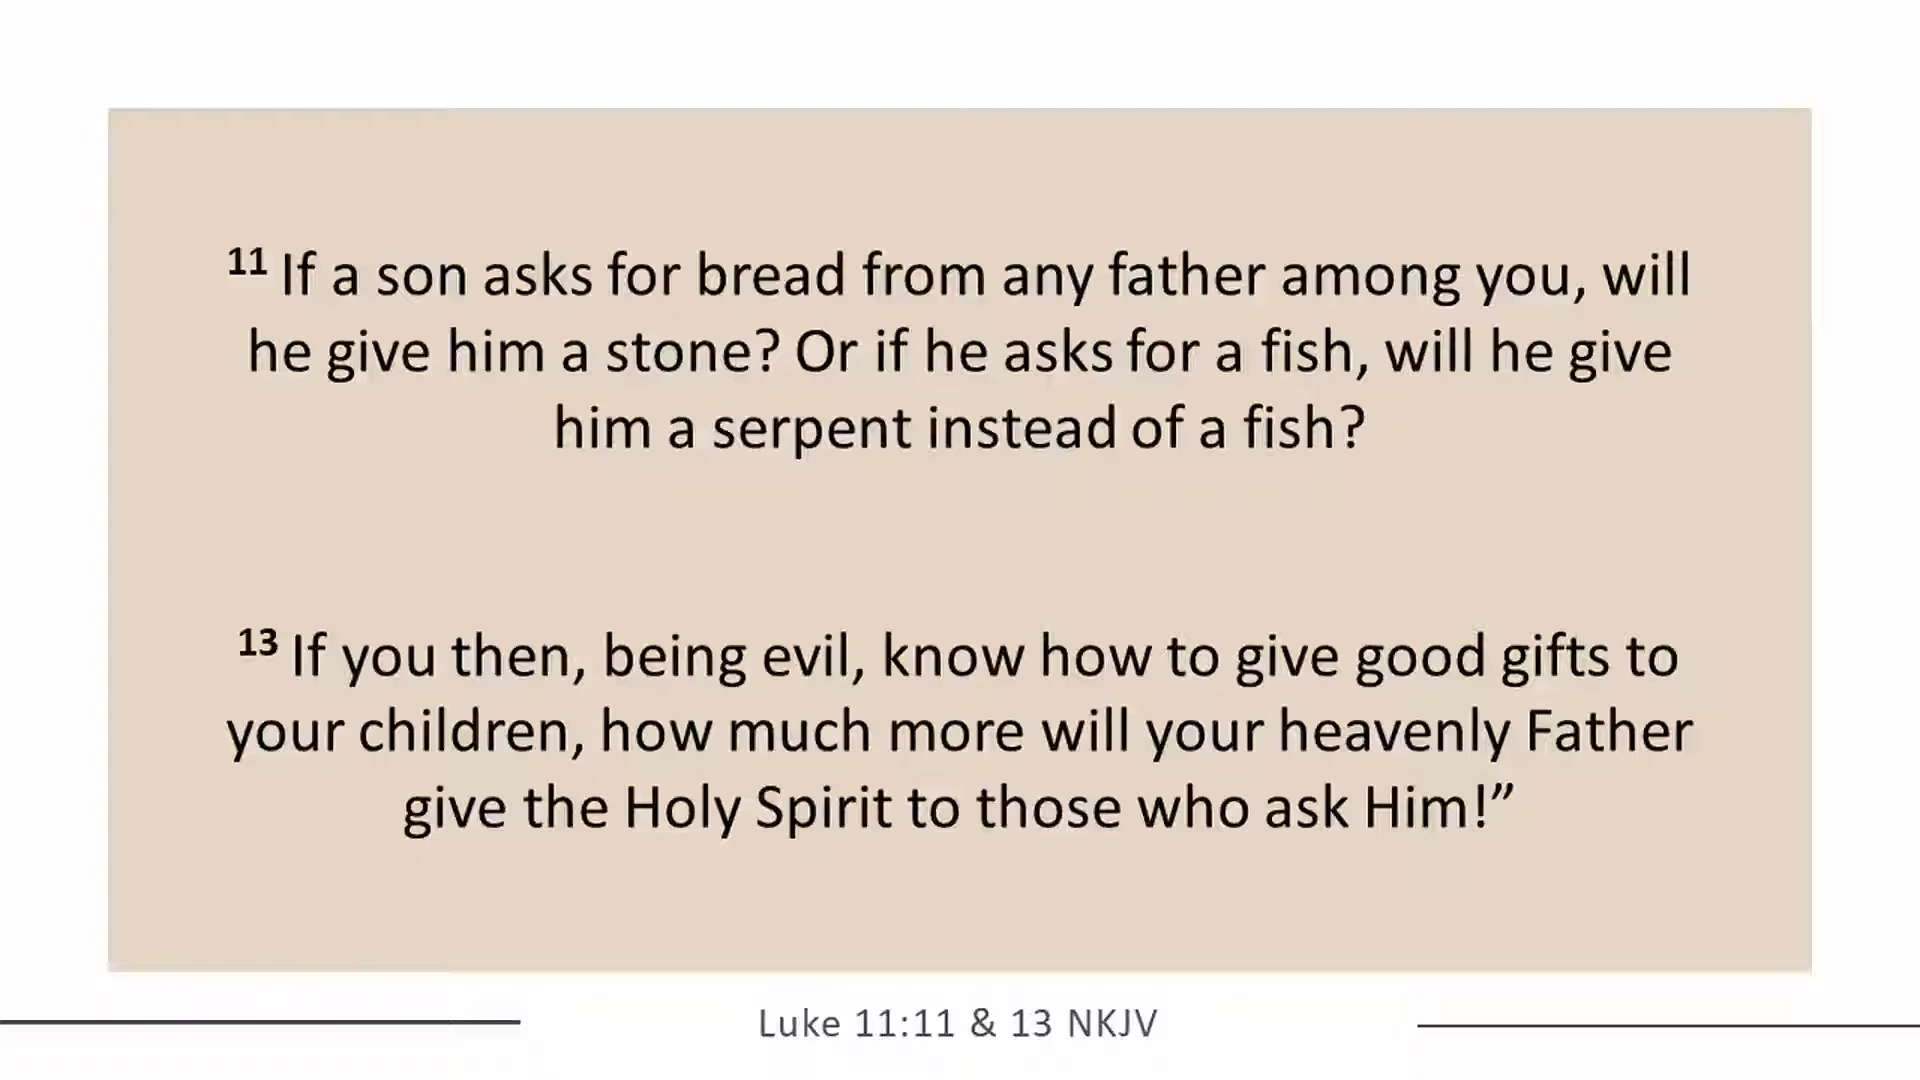 11 If a son asks for bread from any father among you, will
he give him a stone? Or if he asks for a fish, will he give
him a serpent instead of a fish?
13 If you then, being evil, know how to give good gifts to
your children, how much more will your heavenly Father
give the Holy Spirit to those who ask Him!”
Luke 11:11 & 13 NKJV